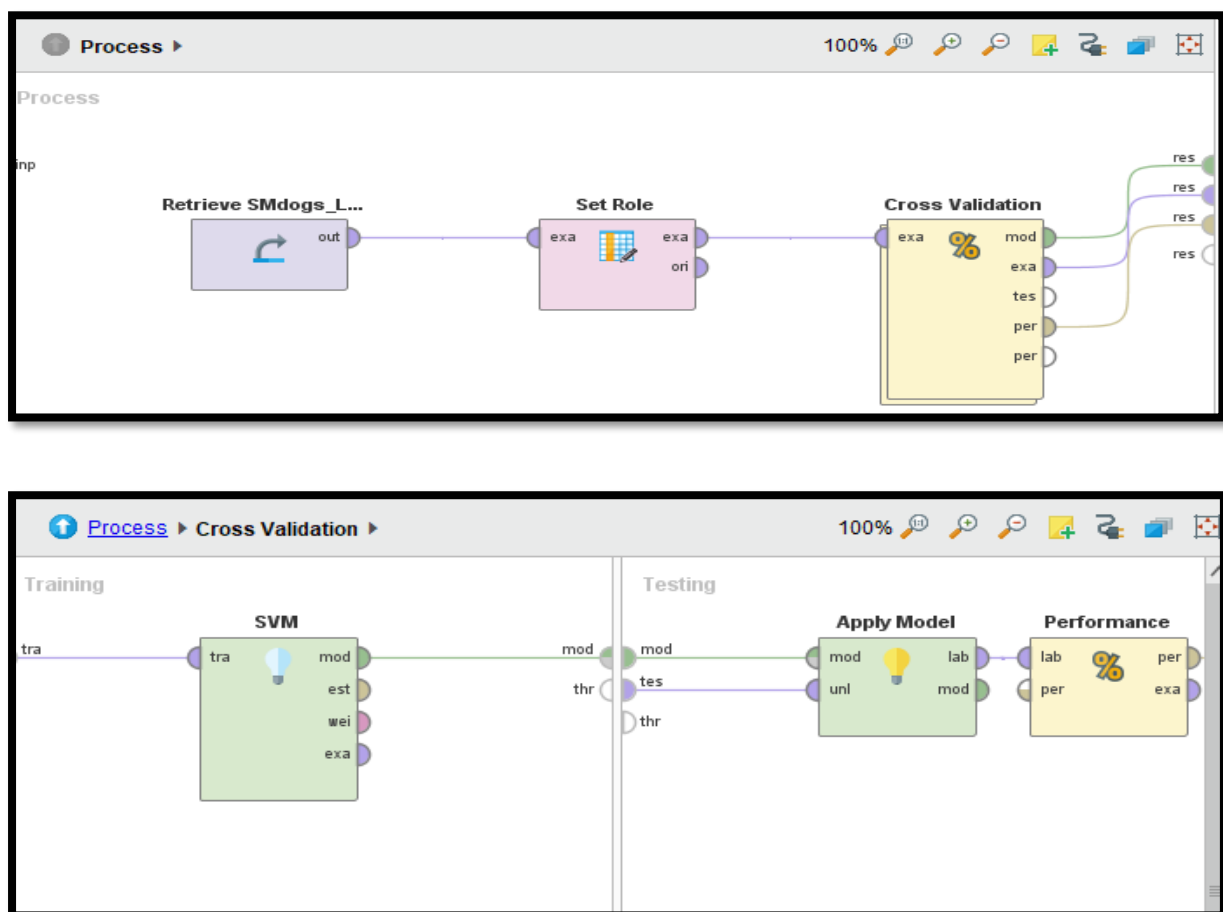 Process
100%
Process
inp
res
res
res
res
Retrieve SMdogs_L...
out
Set Role
exa
exa
ori
Cross Validation
exa
mod
exa
tes
per
per
Process Cross Validation
100%
Training
Testing
SVM
tra
tra
mod
est
wei
exa
mod
thr
mod
tes
thr
Apply Model
mod
unl
lab
mod
Performance
lab
per
per
exa